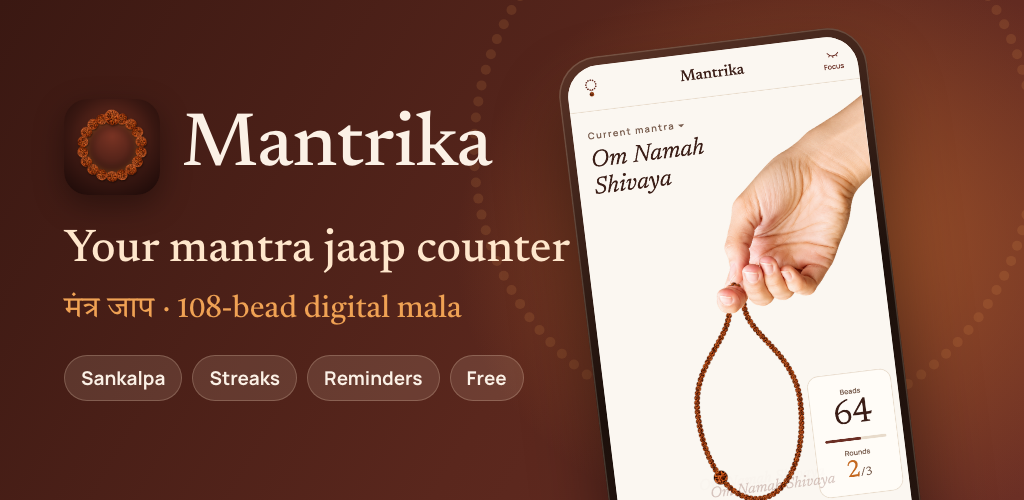 Mantrika
Your mantra jaap counter
मंत्र जाप · 108-bead digital mala
Sankalpa
Streaks
Reminders
Free
Mantrika
Focus
Current mantra
Om Namah
Shivaya
Beads
64
Rounds
2/3
Om Namah Shivaya